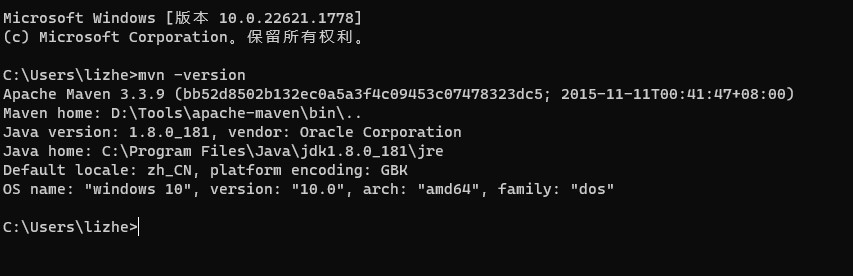 Microsoft Windows [版本 10.0.22621.1778]
(c) Microsoft Corporation。保留所有权利。
C:\Users\lizhe>mvn -version
Apache Maven 3.3.9 (bb52d8502b132ec0a5a3f4c09453c07478323dc5; 2015-11-11T00:41:47+08:00)
Maven home: D:\Tools\apache-maven\bin\..
Java version: 1.8.0_181, vendor: Oracle Corporation
Java home: C:\Program Files\Java\jdk1.8.0_181\jre
Default locale: zh_CN, platform encoding: GBK
OS name: "windows 10", version: "10.0", arch: "amd64", family: "dos"
C:\Users\lizhe>